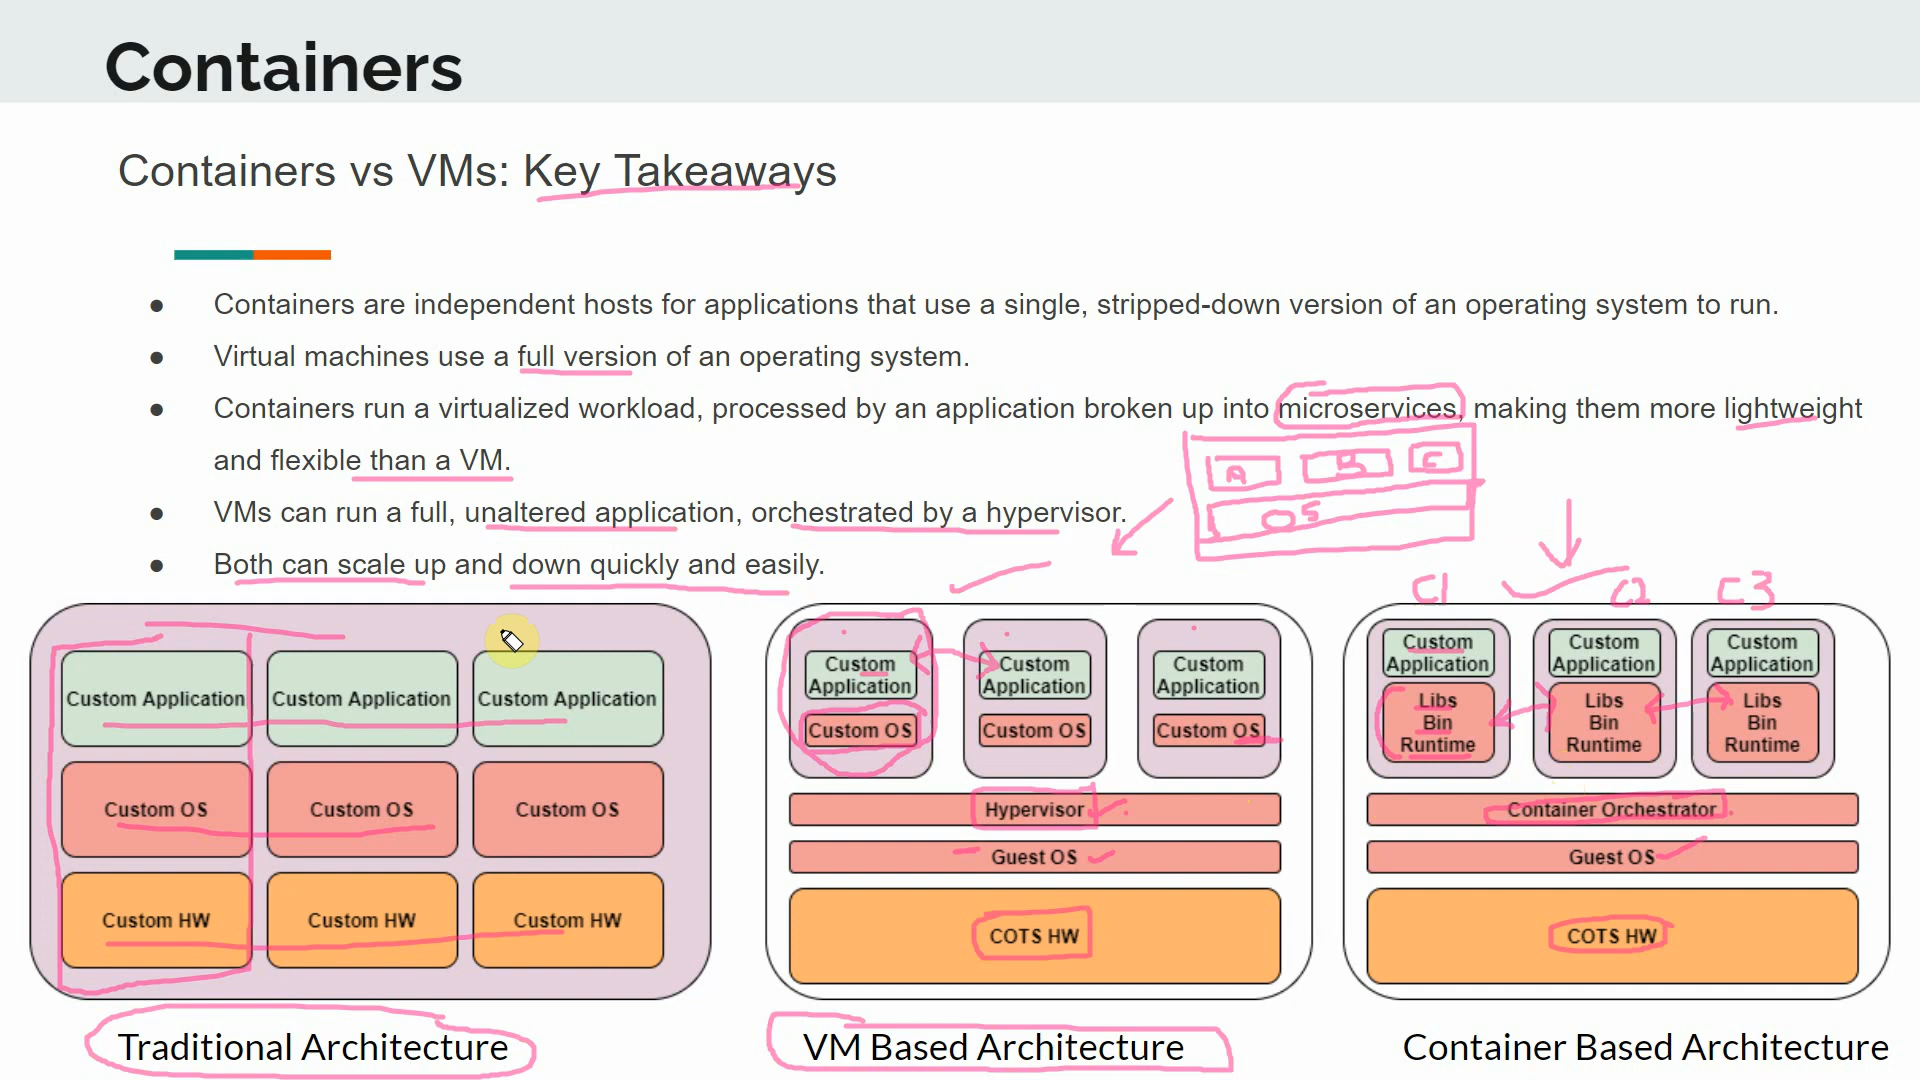 Containers
Containers vs VMs: Key Takeaways
● Containers are independent hosts for applications that use a single, stripped-down version of an operating system to run.
● Virtual machines use a full version of an operating system.
● Containers run a virtualized workload, processed by an application broken up into microservices, making them more lightweight
and flexible than a VM.
● VMs can run a full, unaltered application, orchestrated by a hypervisor.
● Both can scale up and down quickly and easily.
A B C
OS
Custom Application Custom Application Custom Application
Custom OS Custom OS Custom OS
Custom HW Custom HW Custom HW
Traditional Architecture
Custom Custom Custom
Application Application Application
Custom OS Custom OS Custom OS
Hypervisor
Guest OS
COTS HW
VM Based Architecture
C1 C2 C3
Custom Custom Custom
Application Application Application
Libs Libs Libs
Bin Bin Bin
Runtime Runtime Runtime
Container Orchestrator
Guest OS
COTS HW
Container Based Architecture